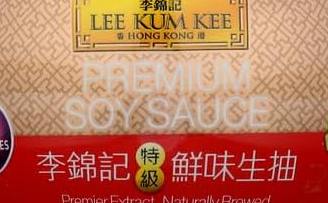 李錦記
LEE KUM KEE
香 HONG KONG 港
PREMIUM
SOY SAUCE
李錦記 特級 鮮味生抽
Premier Extract, Naturally Brewed